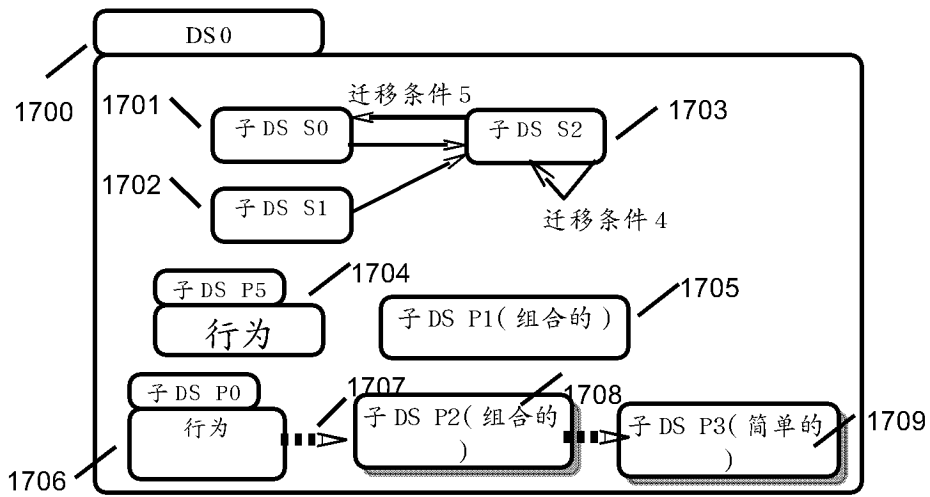 DS0
1700
1701
迁移条件5
1703
子DS S0
子DS S2
1702
子DS S1
迁移条件4
1704
子DS P5
行为
1705
子DS P1(组合的)
子DS P0
行为
1706
1707
1708
子DS P2(组合的
)
子DS P3(简单的
)
1709